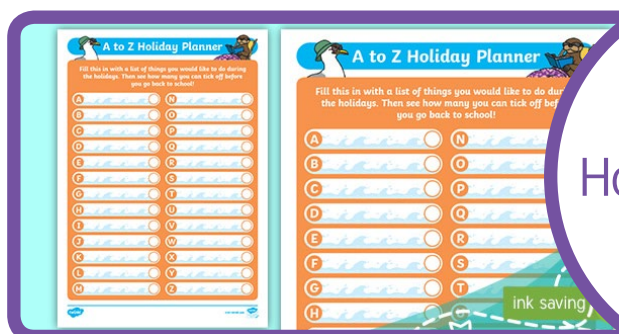 A to Z Holiday Planner
Fill this in with a list of things you would like to do during
the holidays. Then see how many you can tick off before
you go back to school!
A N
B O
C P
D Q
E R
F S
G T
H U
I V
J W
K X
L Y
M Z
A to Z Holiday Planner
Fill this in with a list of things you would like to do
the holidays. Then see how many you can tick off
you go back to school!
A N
B O
C P
D Q
E R
F S
G T
H
ink saving
Ho